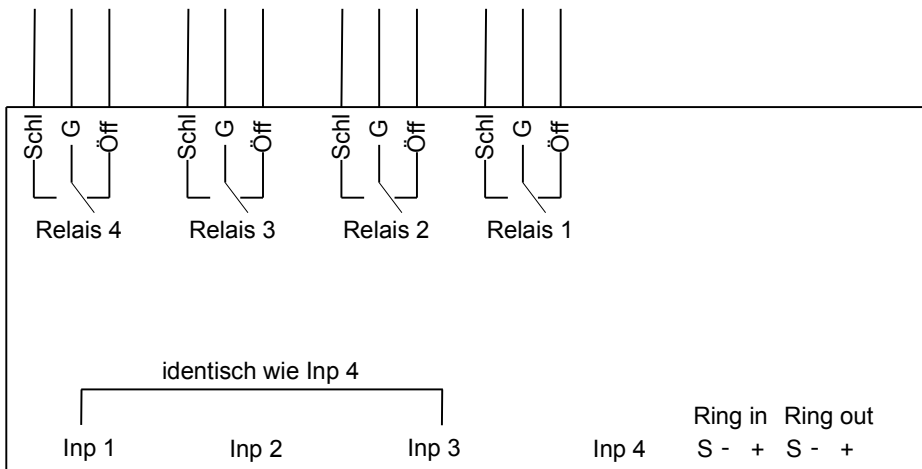 Schl G Öff Schl G Öff Schl G Öff Schl G Öff
Relais 4 Relais 3 Relais 2 Relais 1
identisch wie Inp 4
Ring in Ring out
Inp 1 Inp 2 Inp 3 Inp 4 S - + S - +